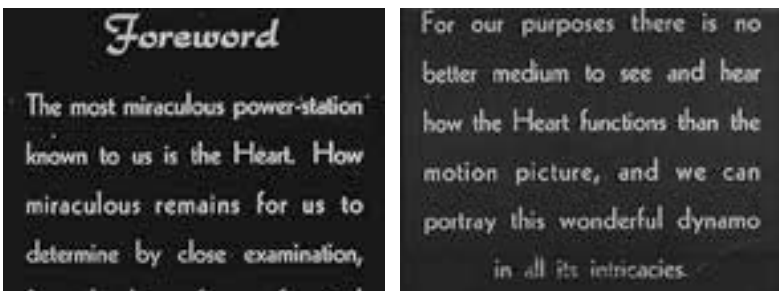 Foreword
The most miraculous power-station
known to us is the Heart. How
miraculous remains for us to
determine by close examination,
For our purposes there is no
better medium to see and hear
how the Heart functions than the
motion picture, and we can
portray this wonderful dynamo
in all its intricacies.